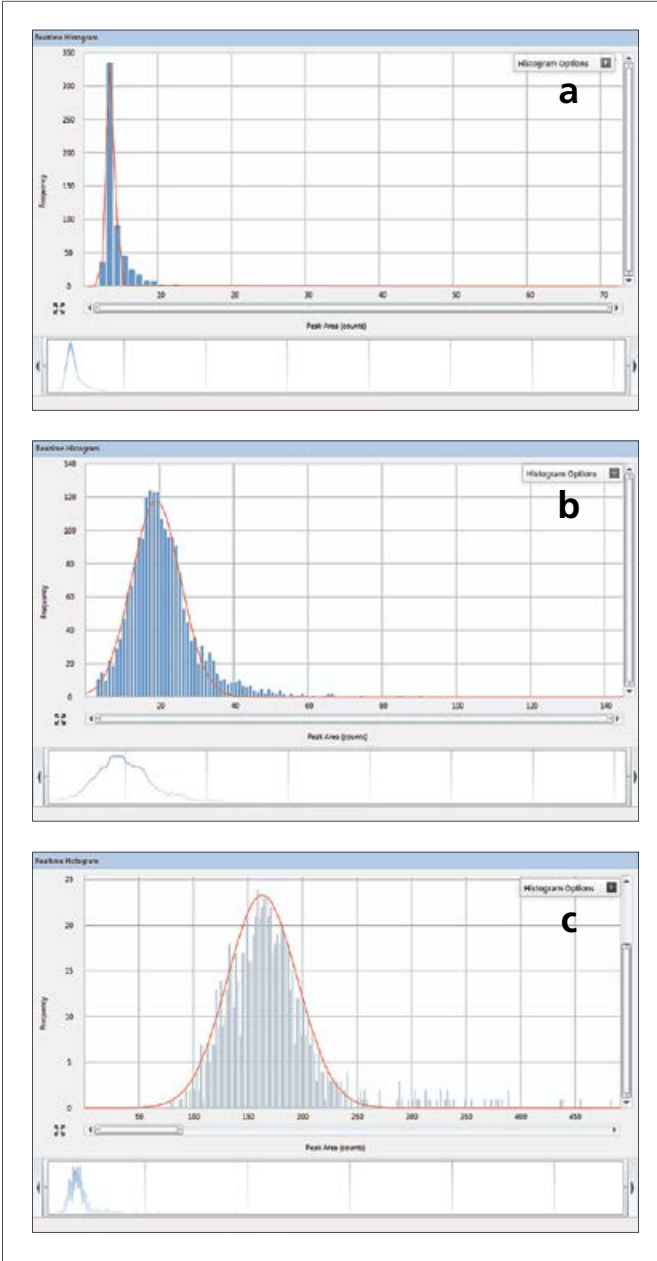 Realtime Histogram
Histogram Options
a
350
300
250
200
150
100
50
0
Frequency
10 20 30 40 50 60 70
Peak Area (counts)
Realtime Histogram
Histogram Options
b
140
120
100
80
60
40
20
0
Frequency
20 40 60 80 100 120 140
Peak Area (counts)
Realtime Histogram
Histogram Options
c
25
20
15
10
5
0
Frequency
50 100 150 200 250 300 350 400 450
Peak Area (counts)